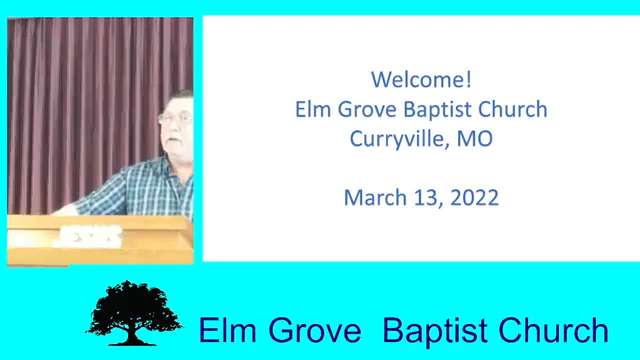 Welcome!
Elm Grove Baptist Church
Curryville, MO
March 13, 2022
Elm Grove Baptist Church